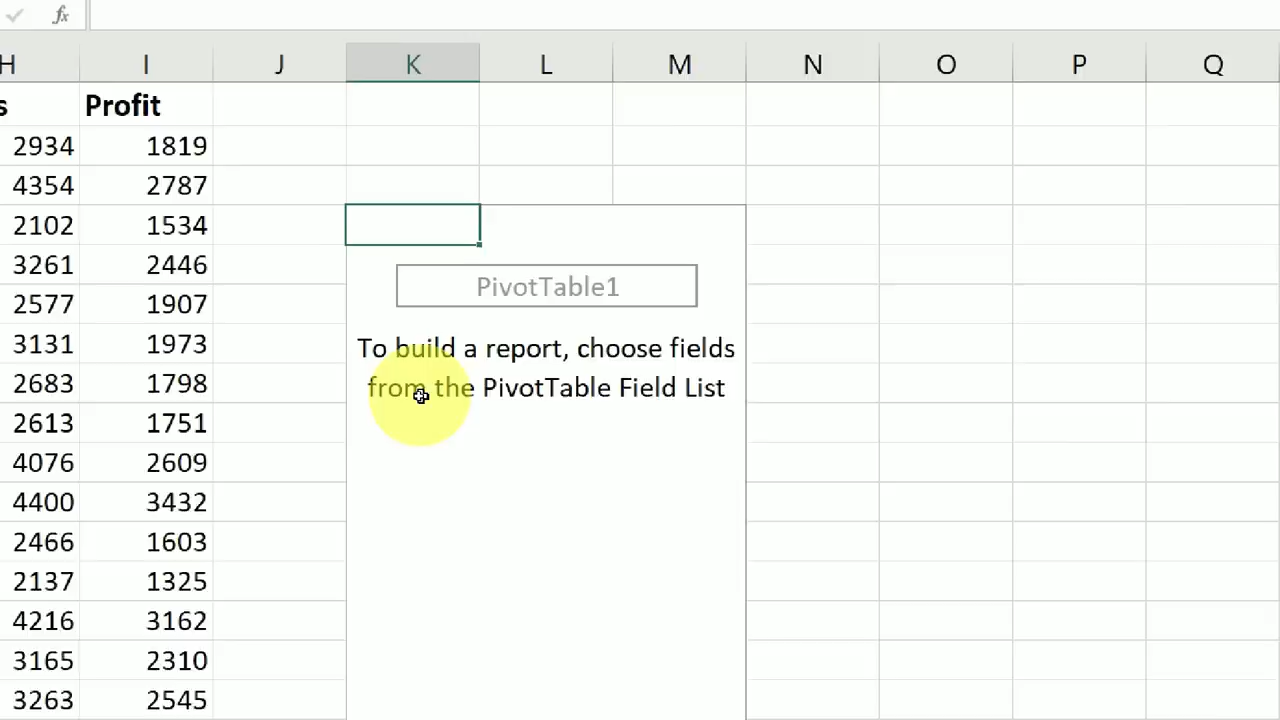 fx
H I J K L M N O P Q
s Profit
2934 1819
4354 2787
2102 1534
3261 2446
PivotTable1
2577 1907
3131 1973
To build a report, choose fields
2683 1798
from the PivotTable Field List
2613 1751
4076 2609
4400 3432
2466 1603
2137 1325
4216 3162
3165 2310
3263 2545